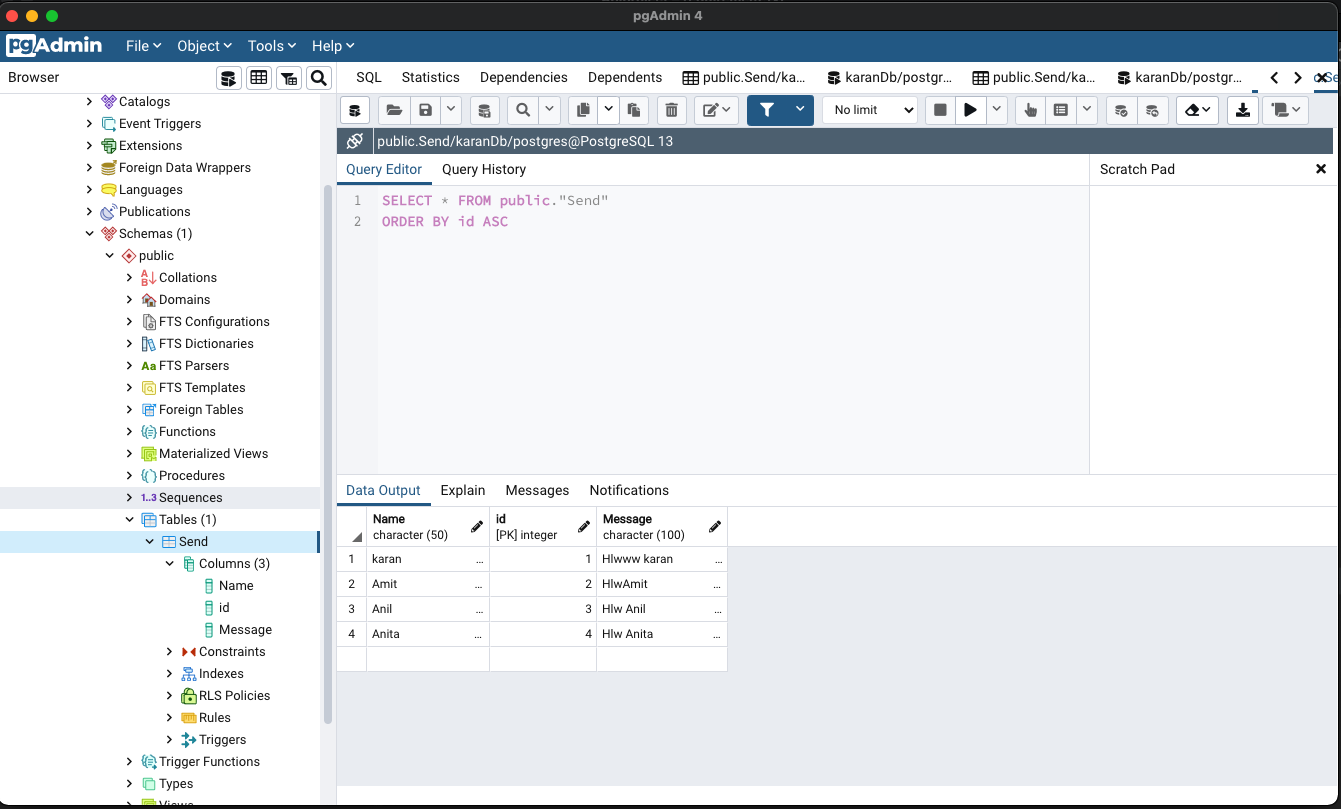 pgAdmin 4
pgAdmin File Object Tools Help
Browser
SQL Statistics Dependencies Dependents public.Send/ka... karanDb/postgr... public.Send/ka... karanDb/postgr...
No limit
public.Send/karanDb/postgres@PostgreSQL 13
Query Editor Query History
Scratch Pad
1 SELECT * FROM public."Send"
2 ORDER BY id ASC
Catalogs
Event Triggers
Extensions
Foreign Data Wrappers
Languages
Publications
Schemas (1)
public
Collations
Domains
FTS Configurations
FTS Dictionaries
Aa FTS Parsers
FTS Templates
Foreign Tables
Functions
Materialized Views
Procedures
1..3 Sequences
Tables (1)
Send
Columns (3)
Name
id
Message
Constraints
Indexes
RLS Policies
Rules
Triggers
Trigger Functions
Types
Views
Data Output Explain Messages Notifications
Name id Message
character (50) [PK] integer character (100)
1 karan ... 1 Hlwww karan ...
2 Amit ... 2 HlwAmit ...
3 Anil ... 3 Hlw Anil ...
4 Anita ... 4 Hlw Anita ...